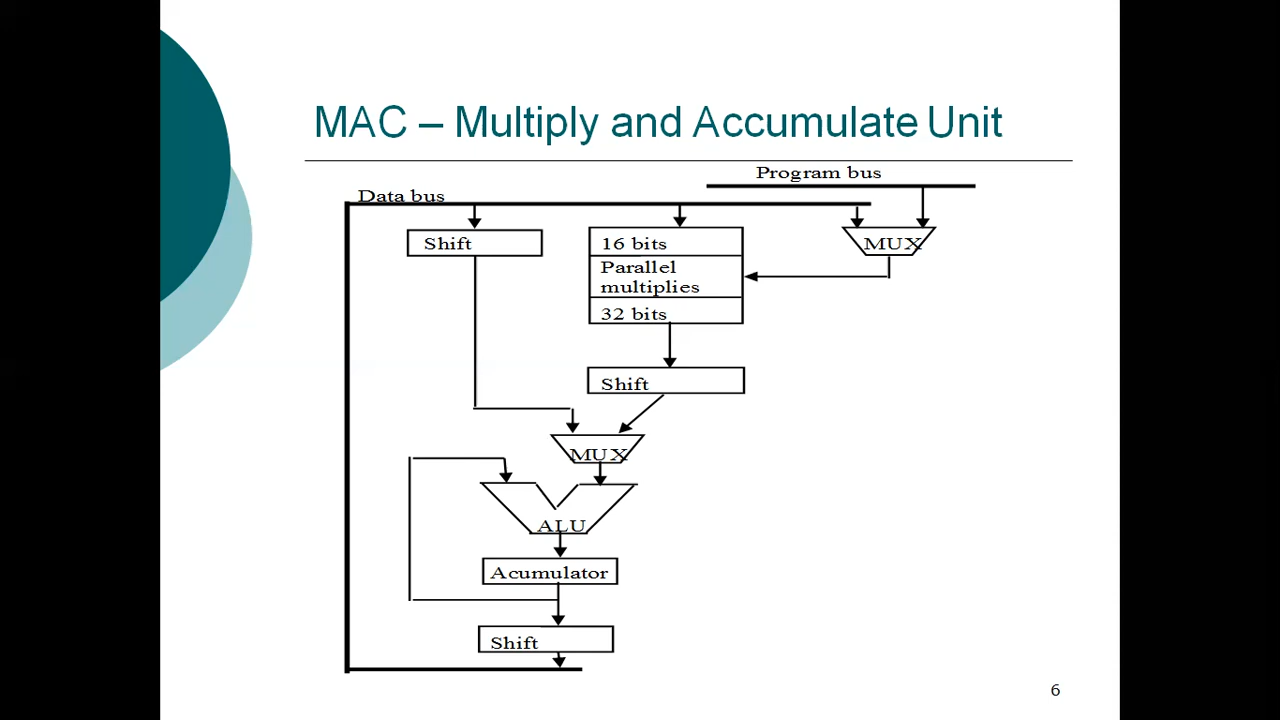 MAC – Multiply and Accumulate Unit
Program bus
Data bus
Shift
16 bits
MUX
Parallel
multiplies
32 bits
Shift
MUX
ALU
Acumulator
Shift
6